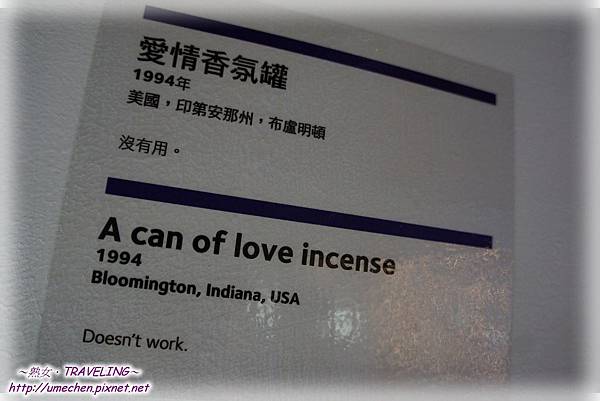 愛情香氛罐
1994年
美國，印第安那州，布盧明頓
沒有用。
A can of love incense
1994
Bloomington, Indiana, USA
Doesn't work.
~熟女・TRAVELING~
http://umechen.pixnet.net